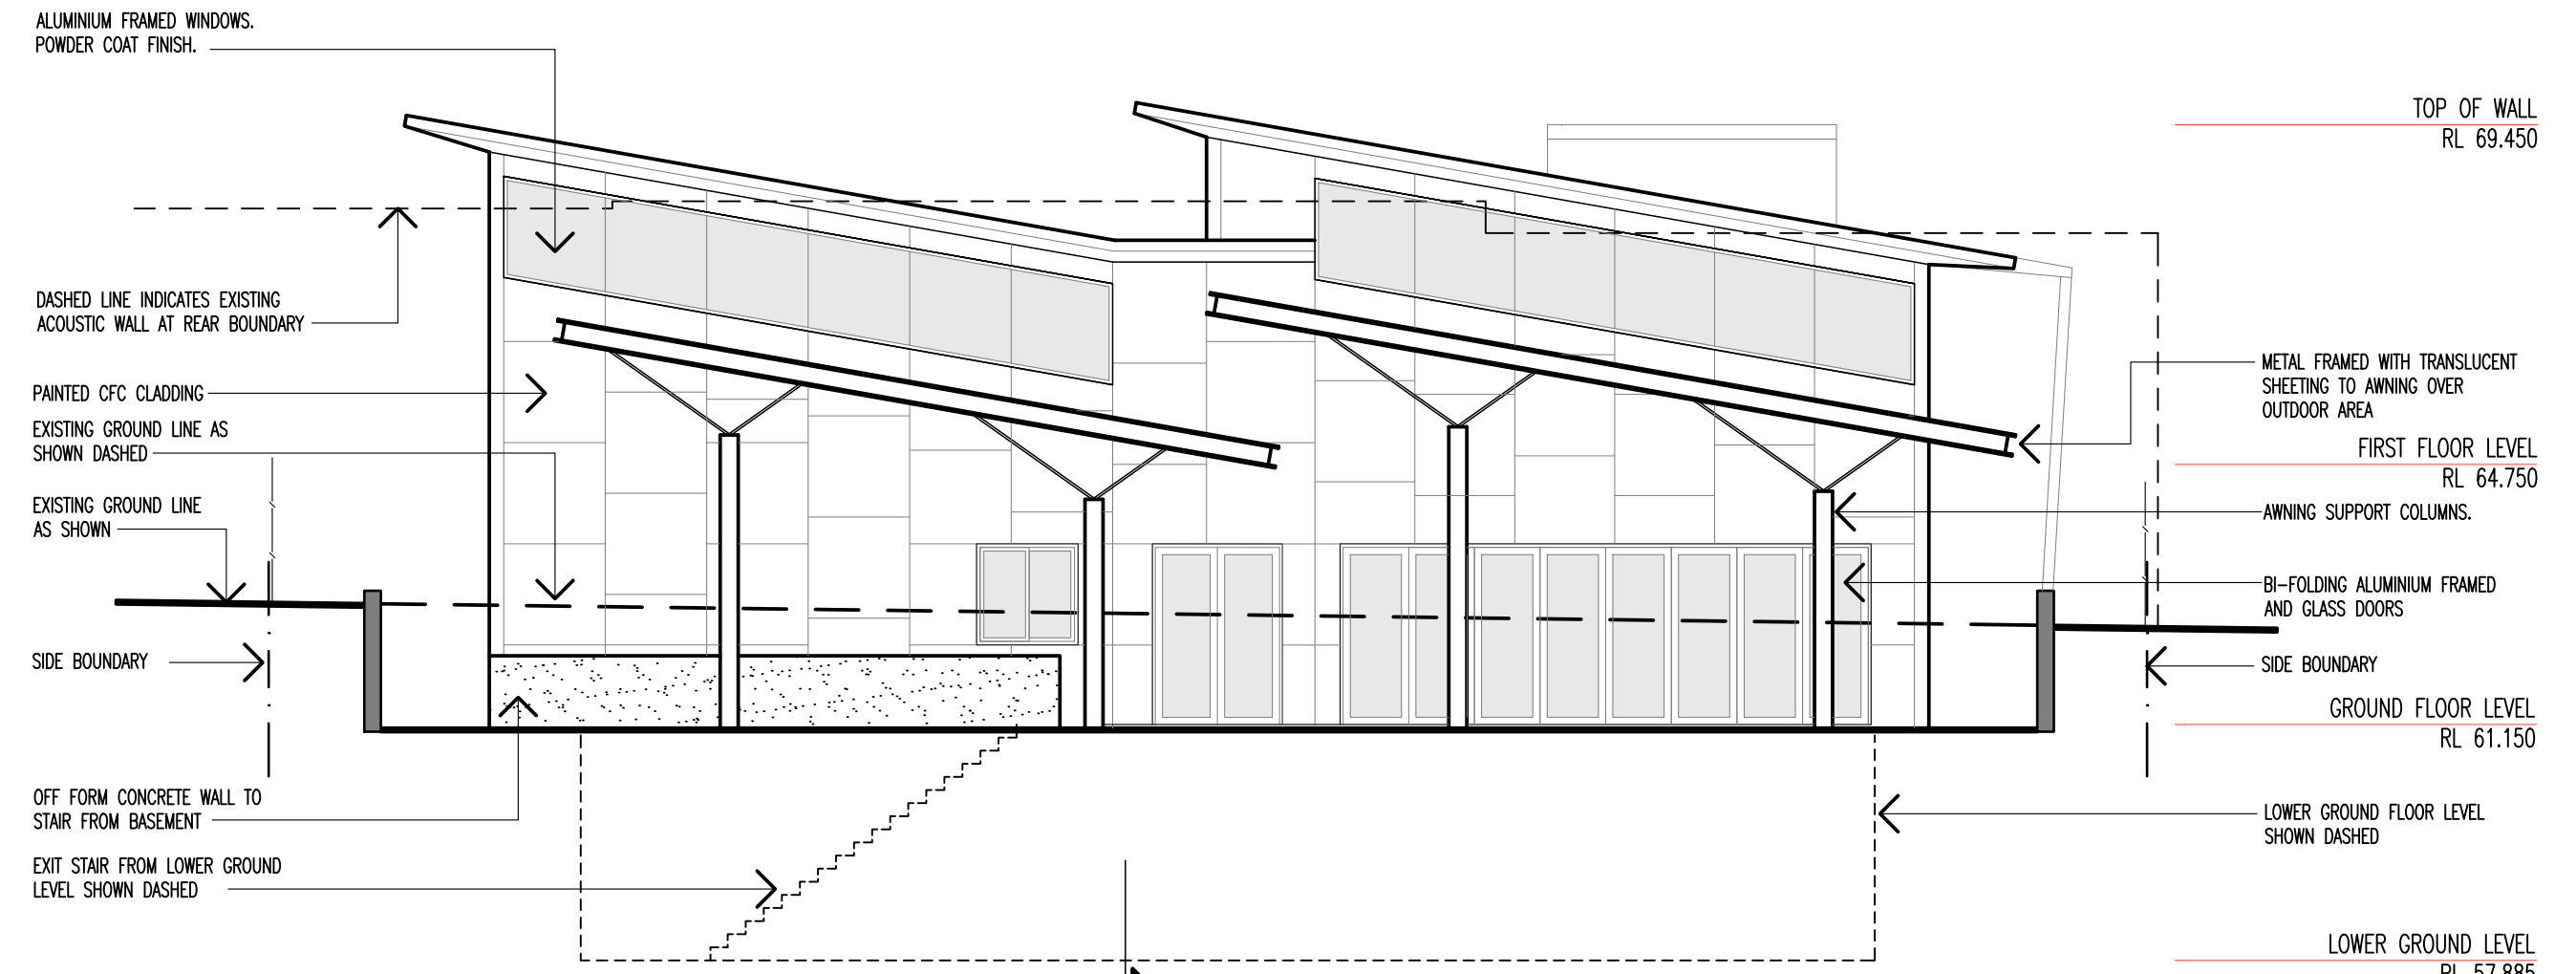 ALUMINIUM FRAMED WINDOWS.
POWDER COAT FINISH.
DASHED LINE INDICATES EXISTING
ACOUSTIC WALL AT REAR BOUNDARY
PAINTED CFC CLADDING
EXISTING GROUND LINE AS
SHOWN DASHED
EXISTING GROUND LINE
AS SHOWN
SIDE BOUNDARY
OFF FORM CONCRETE WALL TO
STAIR FROM BASEMENT
EXIT STAIR FROM LOWER GROUND
LEVEL SHOWN DASHED
TOP OF WALL
RL 69.450
METAL FRAMED WITH TRANSLUCENT
SHEETING TO AWNING OVER
OUTDOOR AREA
FIRST FLOOR LEVEL
RL 64.750
AWNING SUPPORT COLUMNS.
BI-FOLDING ALUMINIUM FRAMED
AND GLASS DOORS
SIDE BOUNDARY
GROUND FLOOR LEVEL
RL 61.150
LOWER GROUND FLOOR LEVEL
SHOWN DASHED
LOWER GROUND LEVEL
RL 57.885